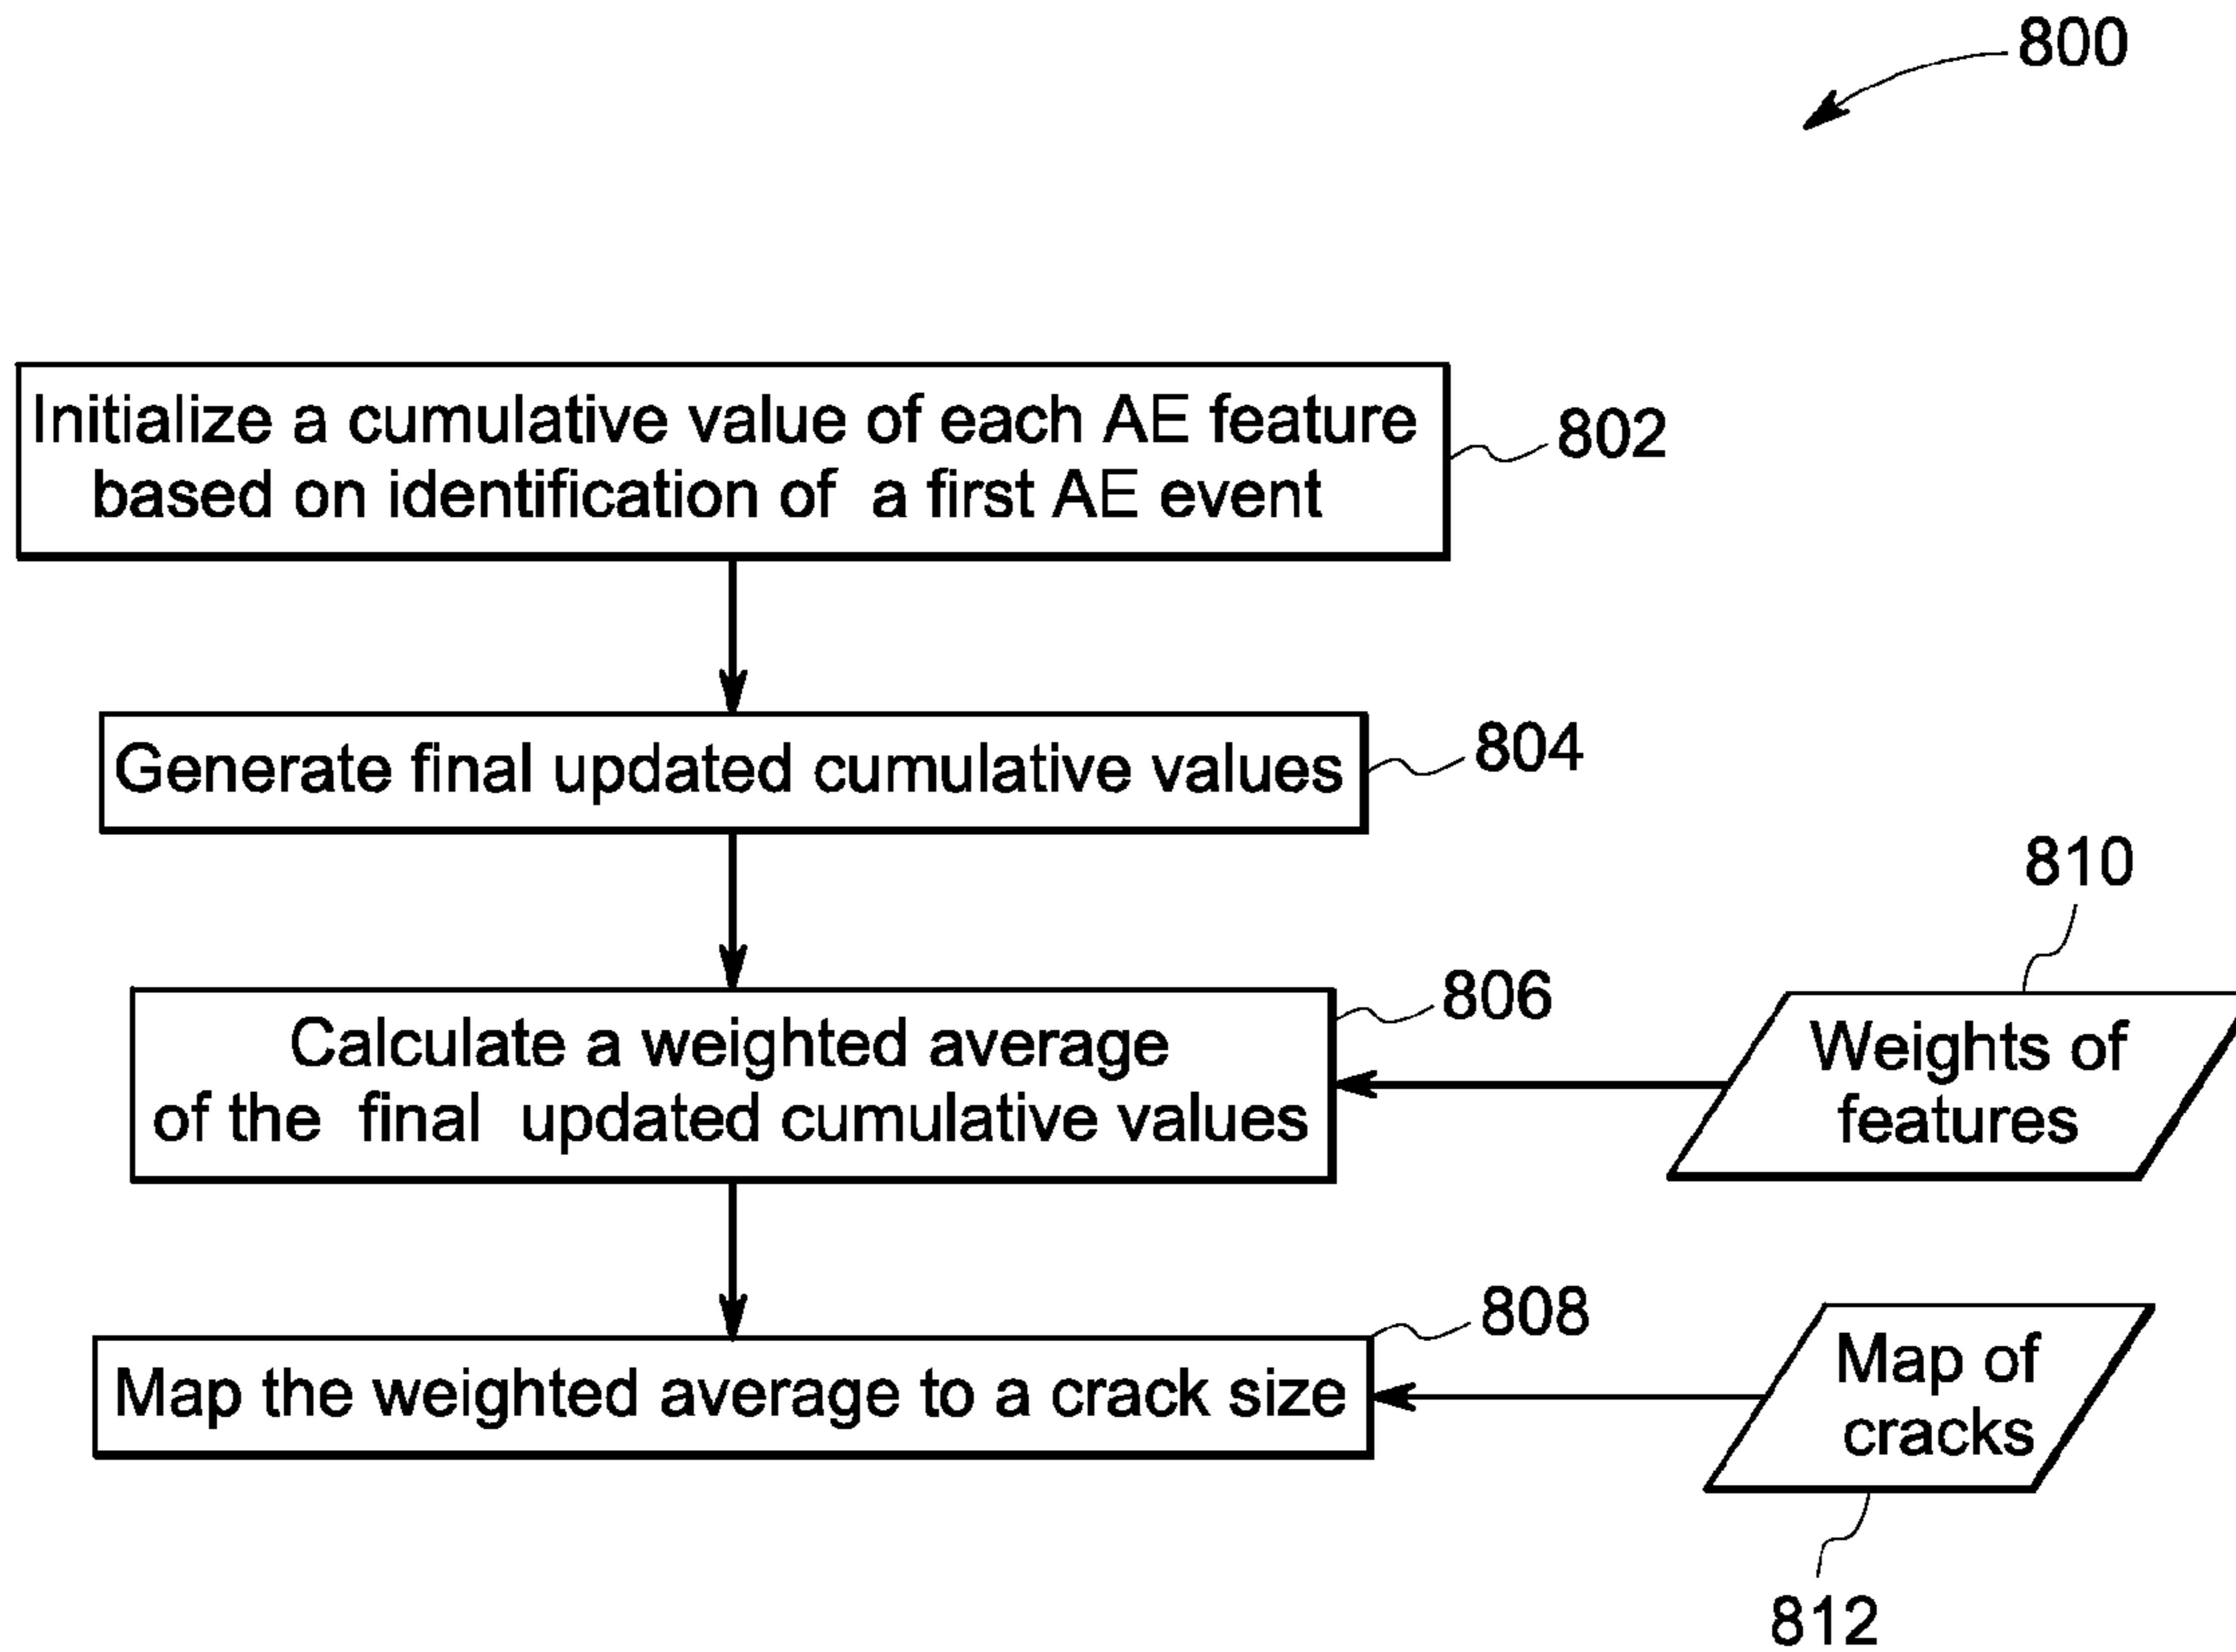 800
Initialize a cumulative value of each AE feature
based on identification of a first AE event
802
Generate final updated cumulative values
804
810
Calculate a weighted average
of the final updated cumulative values
806
Weights of
features
Map the weighted average to a crack size
808
Map of
cracks
812